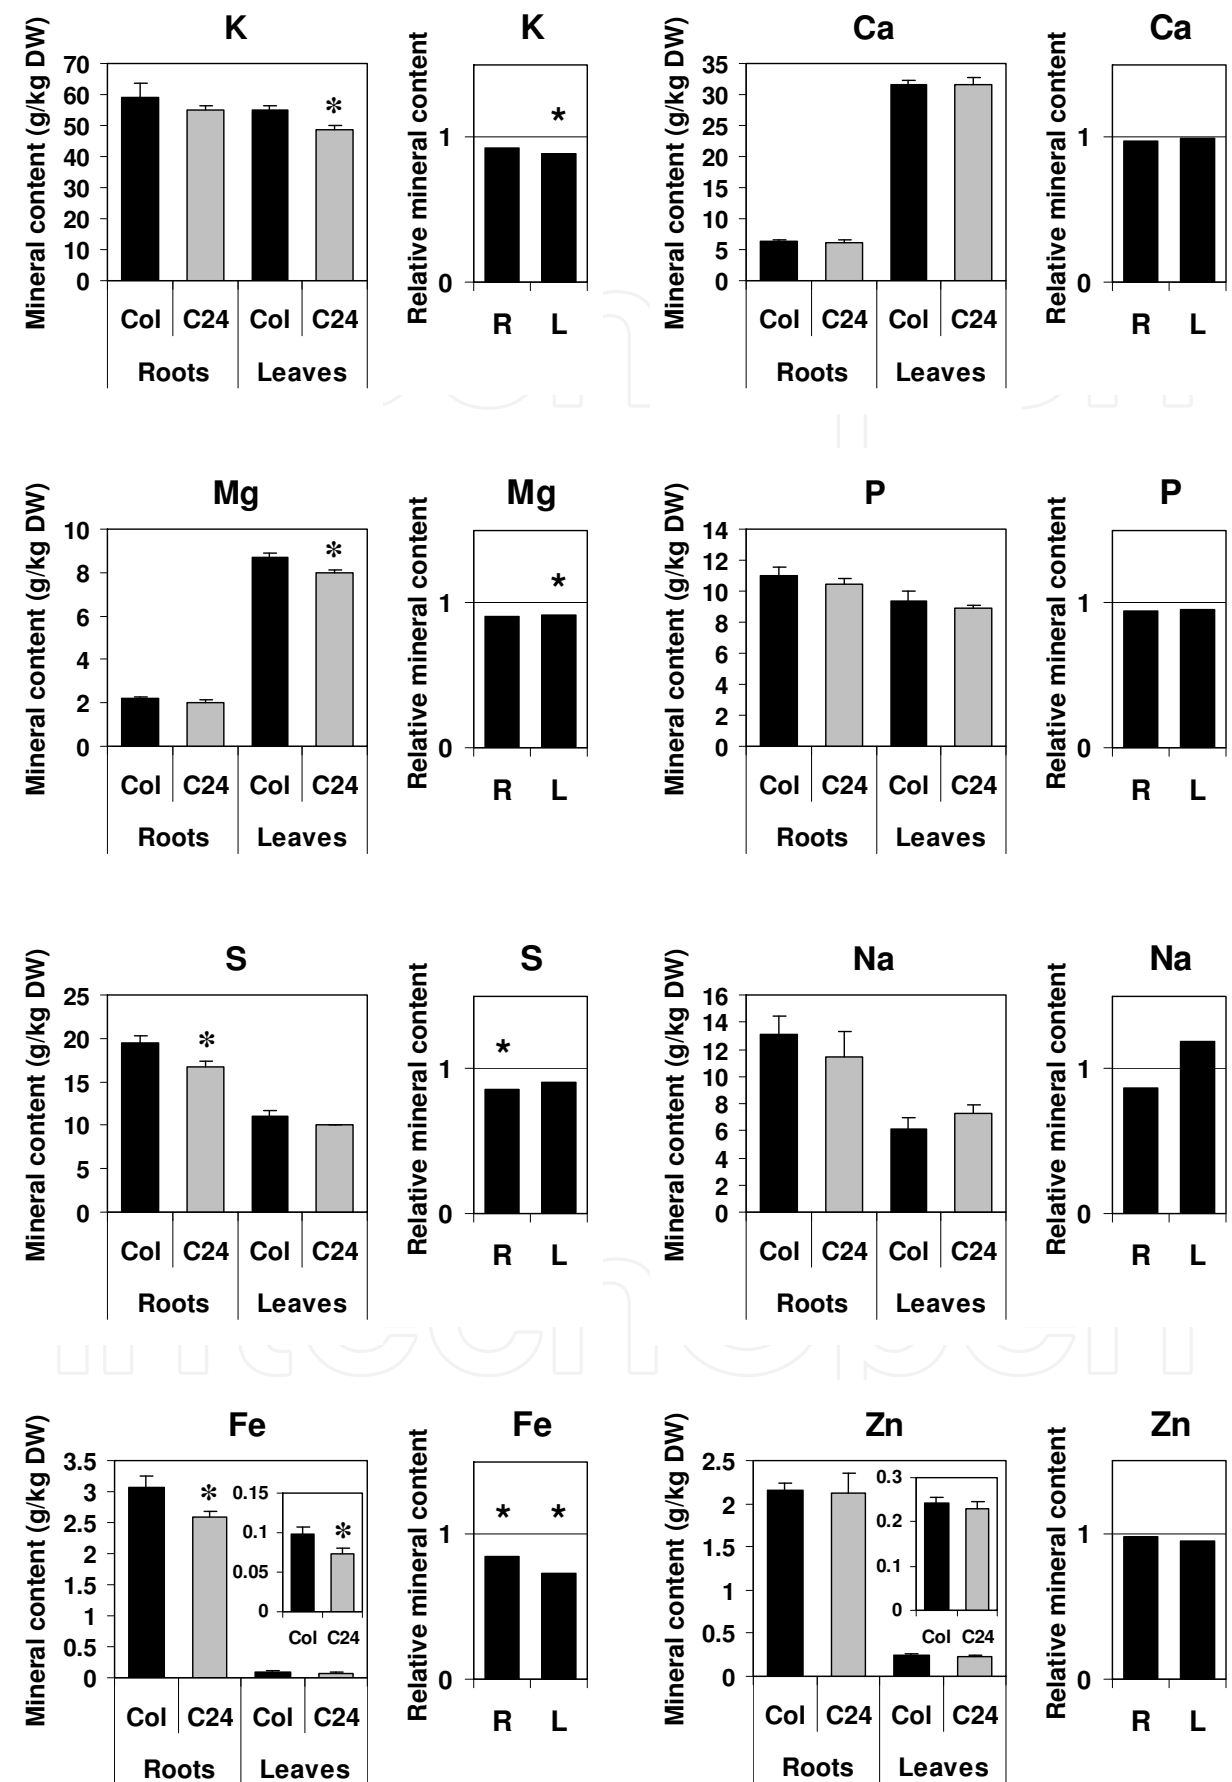 K
Mineral content (g/kg DW)
70
60
50
40
30
20
10
0
*
Col C24 Col C24
Roots Leaves
K
Relative mineral content
1
0
*
R L
Ca
Mineral content (g/kg DW)
35
30
25
20
15
10
5
0
Col C24 Col C24
Roots Leaves
Ca
Relative mineral content
1
0
R L
Mg
Mineral content (g/kg DW)
10
8
6
4
2
0
*
Col C24 Col C24
Roots Leaves
Mg
Relative mineral content
1
0
*
R L
P
Mineral content (g/kg DW)
14
12
10
8
6
4
2
0
Col C24 Col C24
Roots Leaves
P
Relative mineral content
1
0
R L
S
Mineral content (g/kg DW)
25
20
15
10
5
0
*
Col C24 Col C24
Roots Leaves
S
Relative mineral content
1
0
*
R L
Na
Mineral content (g/kg DW)
16
14
12
10
8
6
4
2
0
Col C24 Col C24
Roots Leaves
Na
Relative mineral content
1
0
R L
Fe
Mineral content (g/kg DW)
3.5
3
2.5
2
1.5
1
0.5
0
*
0.15
0.1
0.05
0
*
Col C24
Col C24 Col C24
Roots Leaves
Fe
Relative mineral content
1
0
* *
R L
Zn
Mineral content (g/kg DW)
2.5
2
1.5
1
0.5
0
0.3
0.2
0.1
0
Col C24
Col C24 Col C24
Roots Leaves
Zn
Relative mineral content
1
0
R L
intechopen